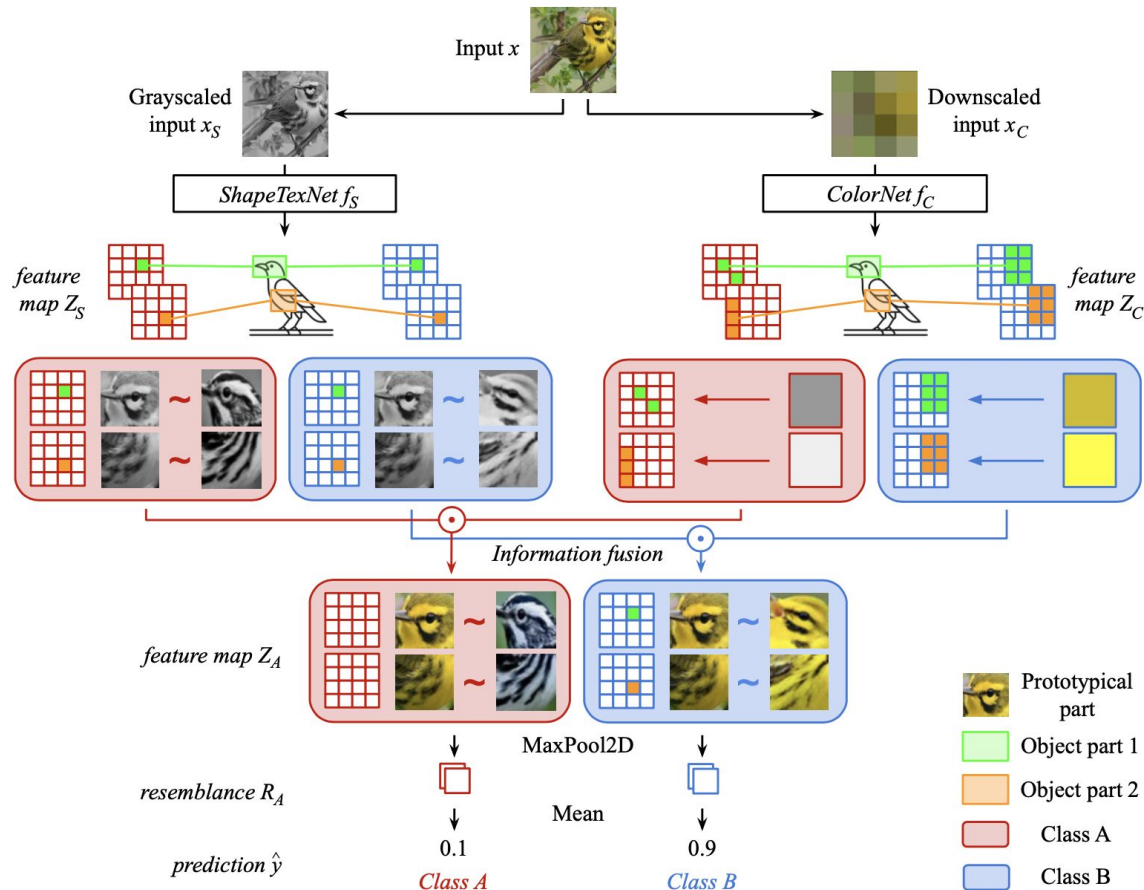 Input x
Grayscaled
input x_S
Downscaled
input x_C
ShapeTexNet f_S
ColorNet f_C
feature
map Z_S
feature
map Z_C
~
~
~
~
Information fusion
feature map Z_A
~
~
~
~
MaxPool2D
resemblance R_A
Mean
prediction ŷ
0.1
0.9
Class A
Class B
Prototypical
part
Object part 1
Object part 2
Class A
Class B